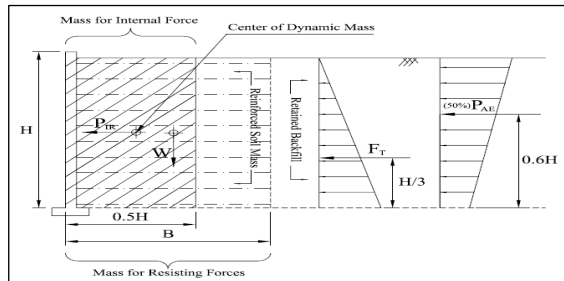 Mass for Internal Force
Center of Dynamic Mass
H
P_IR
W
Reinforced Soil Mass
Retained Backfill
F_T
H/3
(50%)P_AE
0.6H
0.5H
B
Mass for Resisting Forces